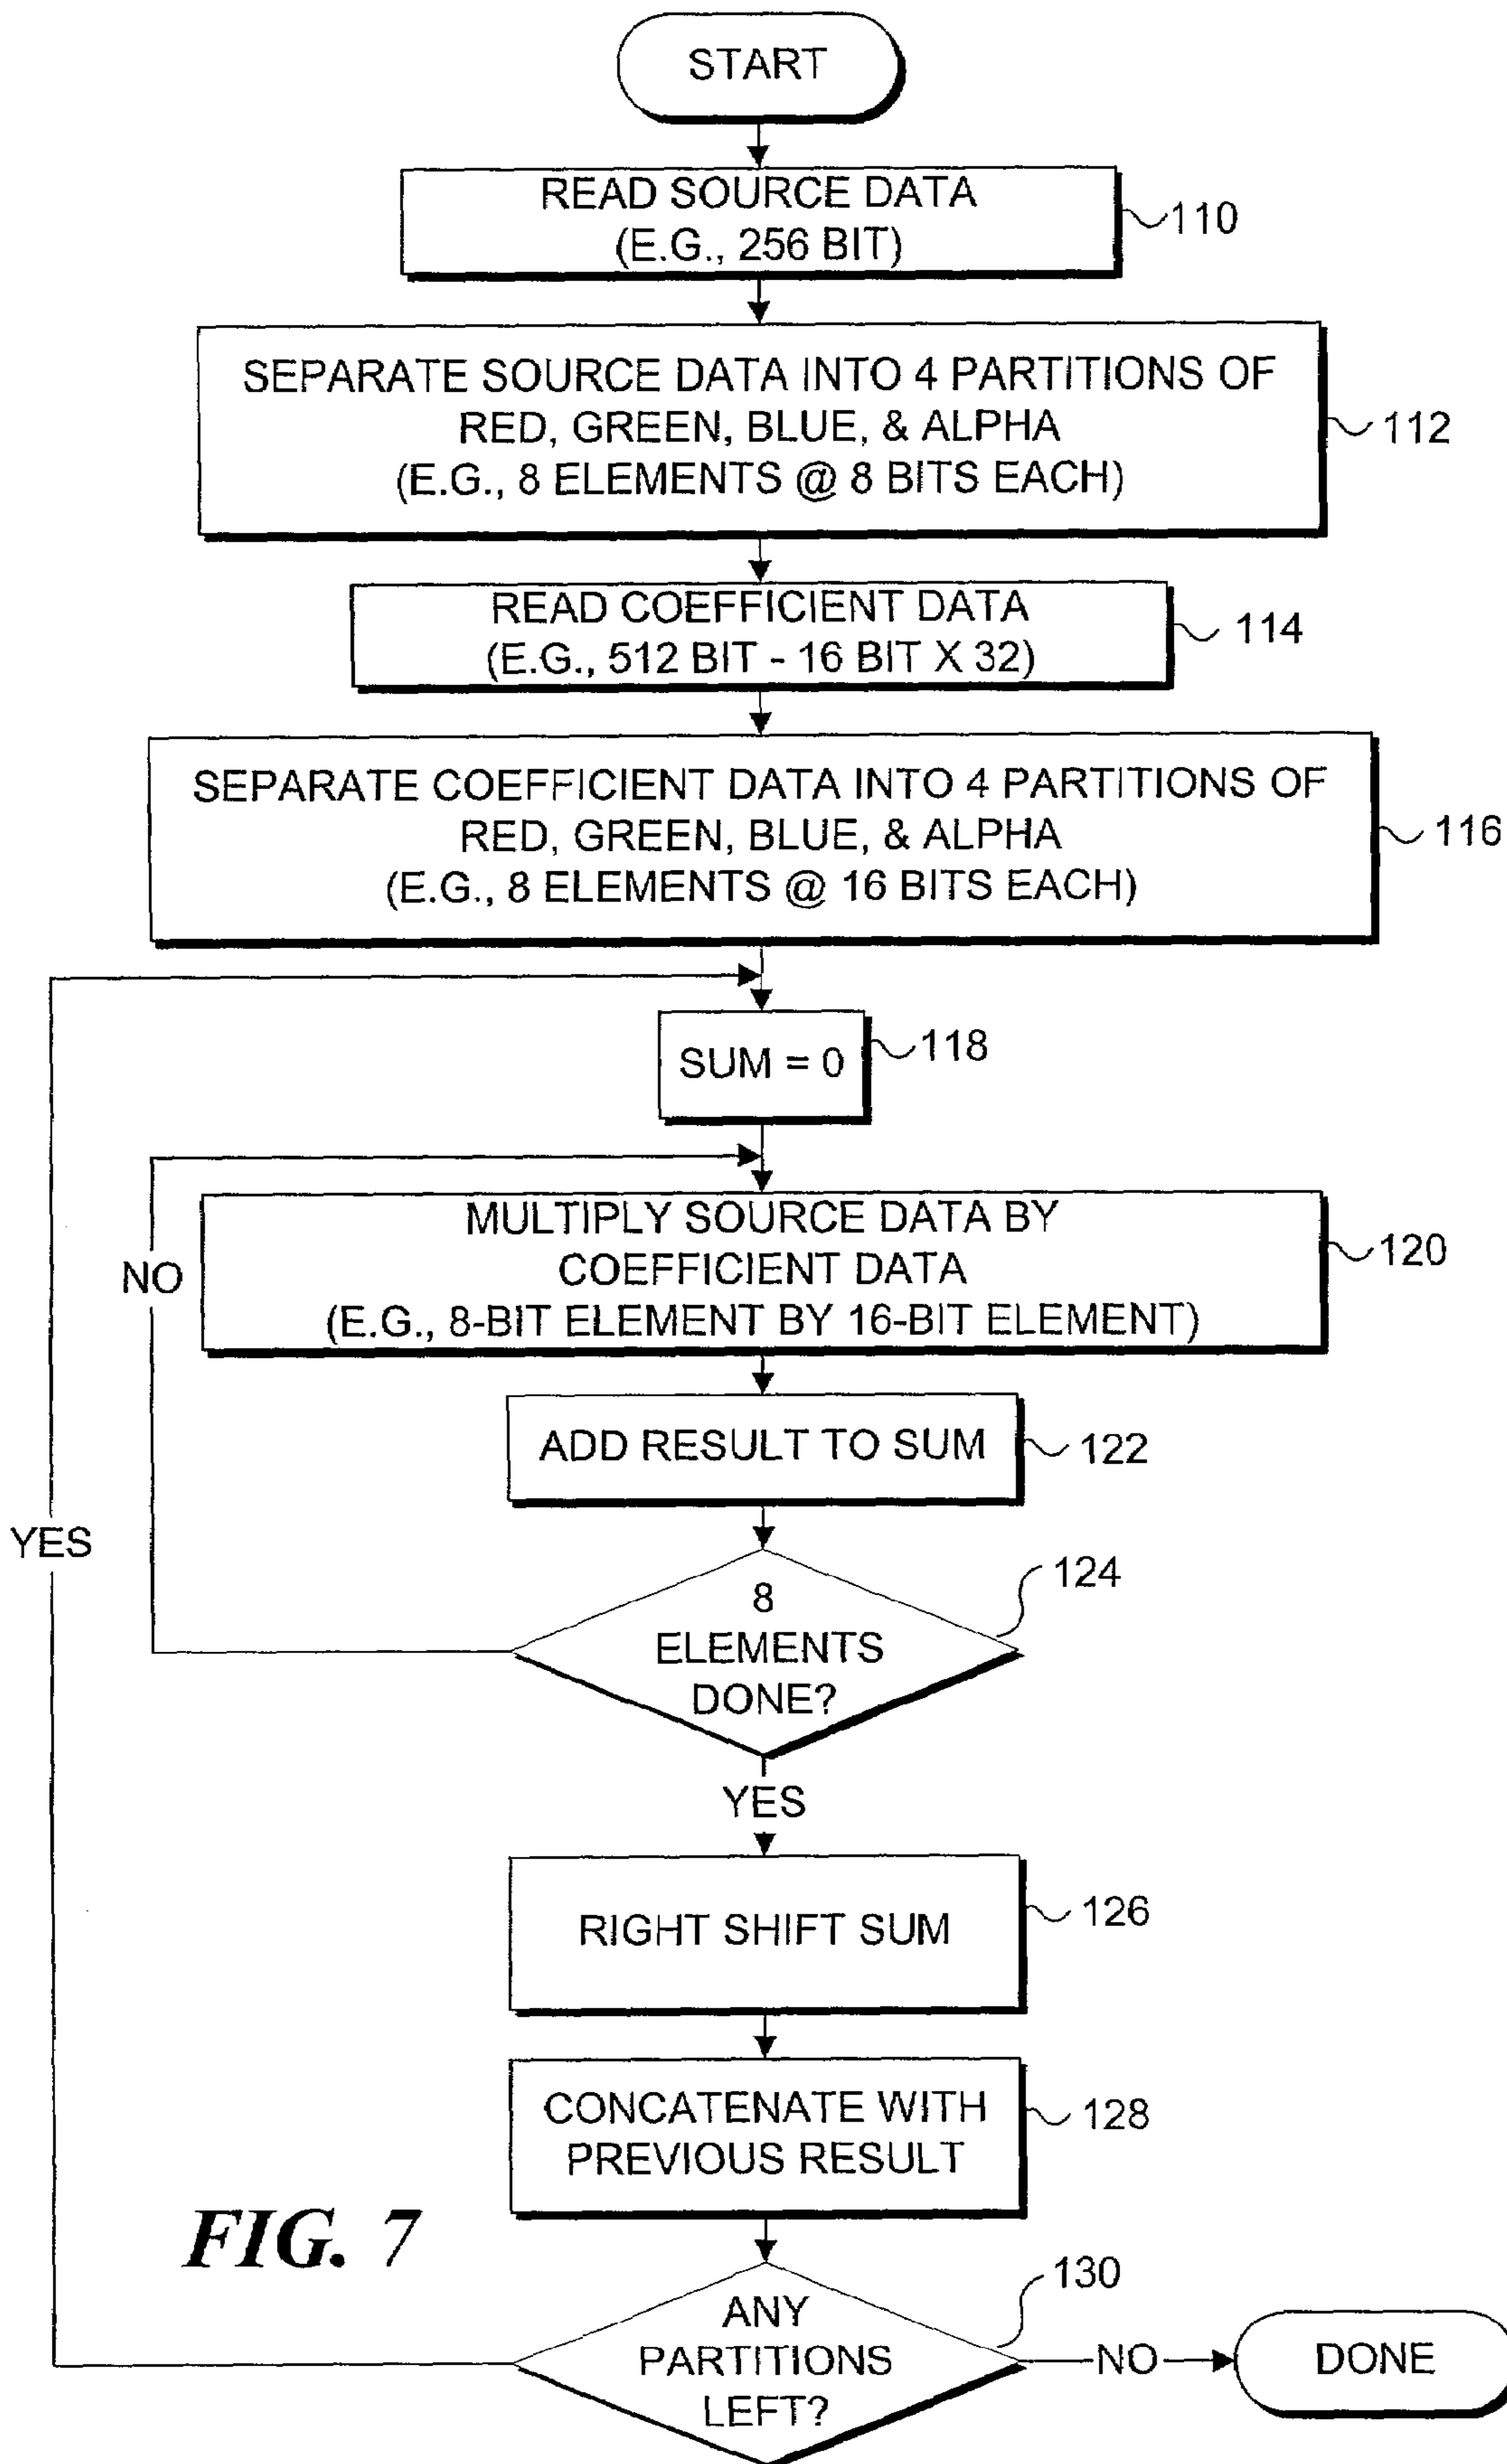 START
READ SOURCE DATA
(E.G., 256 BIT)
110
SEPARATE SOURCE DATA INTO 4 PARTITIONS OF
RED, GREEN, BLUE, & ALPHA
(E.G., 8 ELEMENTS @ 8 BITS EACH)
112
READ COEFFICIENT DATA
(E.G., 512 BIT - 16 BIT X 32)
114
SEPARATE COEFFICIENT DATA INTO 4 PARTITIONS OF
RED, GREEN, BLUE, & ALPHA
(E.G., 8 ELEMENTS @ 16 BITS EACH)
116
SUM = 0
118
MULTIPLY SOURCE DATA BY
COEFFICIENT DATA
(E.G., 8-BIT ELEMENT BY 16-BIT ELEMENT)
120
NO
ADD RESULT TO SUM
122
YES
8
ELEMENTS
DONE?
124
YES
RIGHT SHIFT SUM
126
CONCATENATE WITH
PREVIOUS RESULT
128
FIG. 7
ANY
PARTITIONS
LEFT?
130
NO
DONE